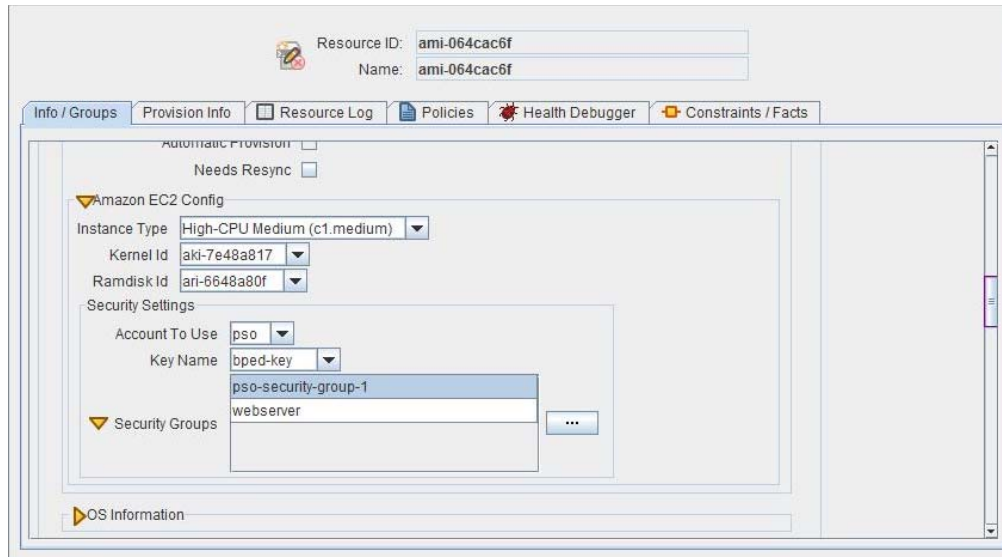 Resource ID: ami-064cac6f
Name: ami-064cac6f
Info / Groups Provision Info Resource Log Policies Health Debugger Constraints / Facts
Automatic Provision
Needs Resync
Amazon EC2 Config
Instance Type High-CPU Medium (c1.medium)
Kernel Id aki-7e48a817
Ramdisk Id ari-6648a80f
Security Settings
Account To Use pso
Key Name bped-key
pso-security-group-1
webserver
Security Groups ...
OS Information